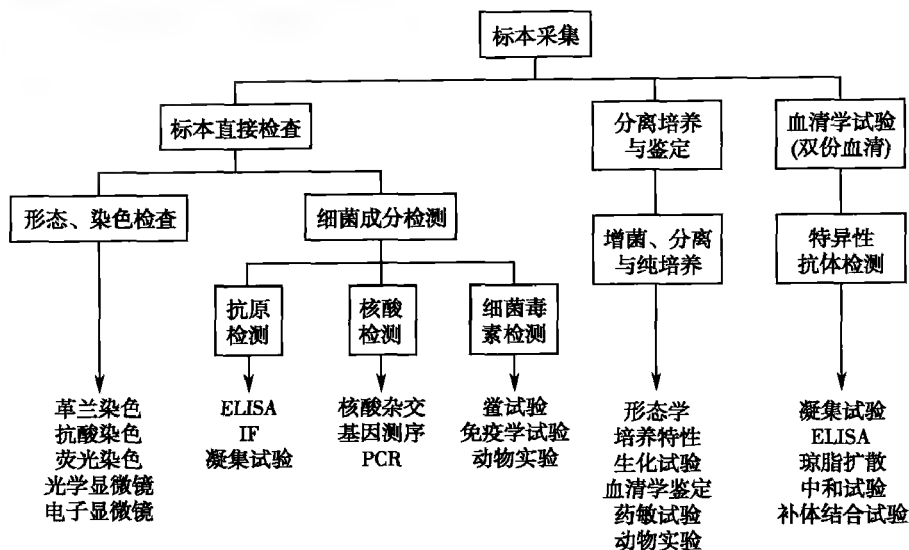 标本采集
标本直接检查
分离培养
与鉴定
血清学试验
(双份血清)
形态、染色检查
细菌成分检测
增菌、分离
与纯培养
特异性
抗体检测
抗原
检测
核酸
检测
细菌毒
素检测
革兰染色
抗酸染色
荧光染色
光学显微镜
电子显微镜
ELISA
IF
凝集试验
核酸杂交
基因测序
PCR
鲎试验
免疫学试验
动物实验
形态学
培养特性
生化试验
血清学鉴定
药敏试验
动物实验
凝集试验
ELISA
琼脂扩散
中和试验
补体结合试验